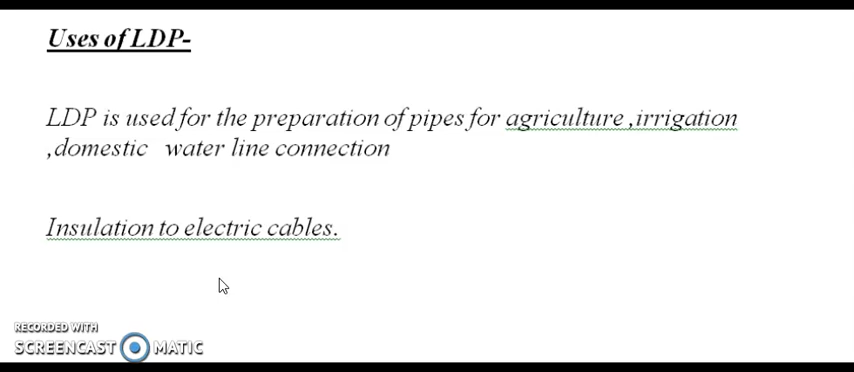 Uses of LDP-
LDP is used for the preparation of pipes for agriculture ,irrigation
,domestic water line connection
Insulation to electric cables.
RECORDED WITH
SCREENCAST MATIC